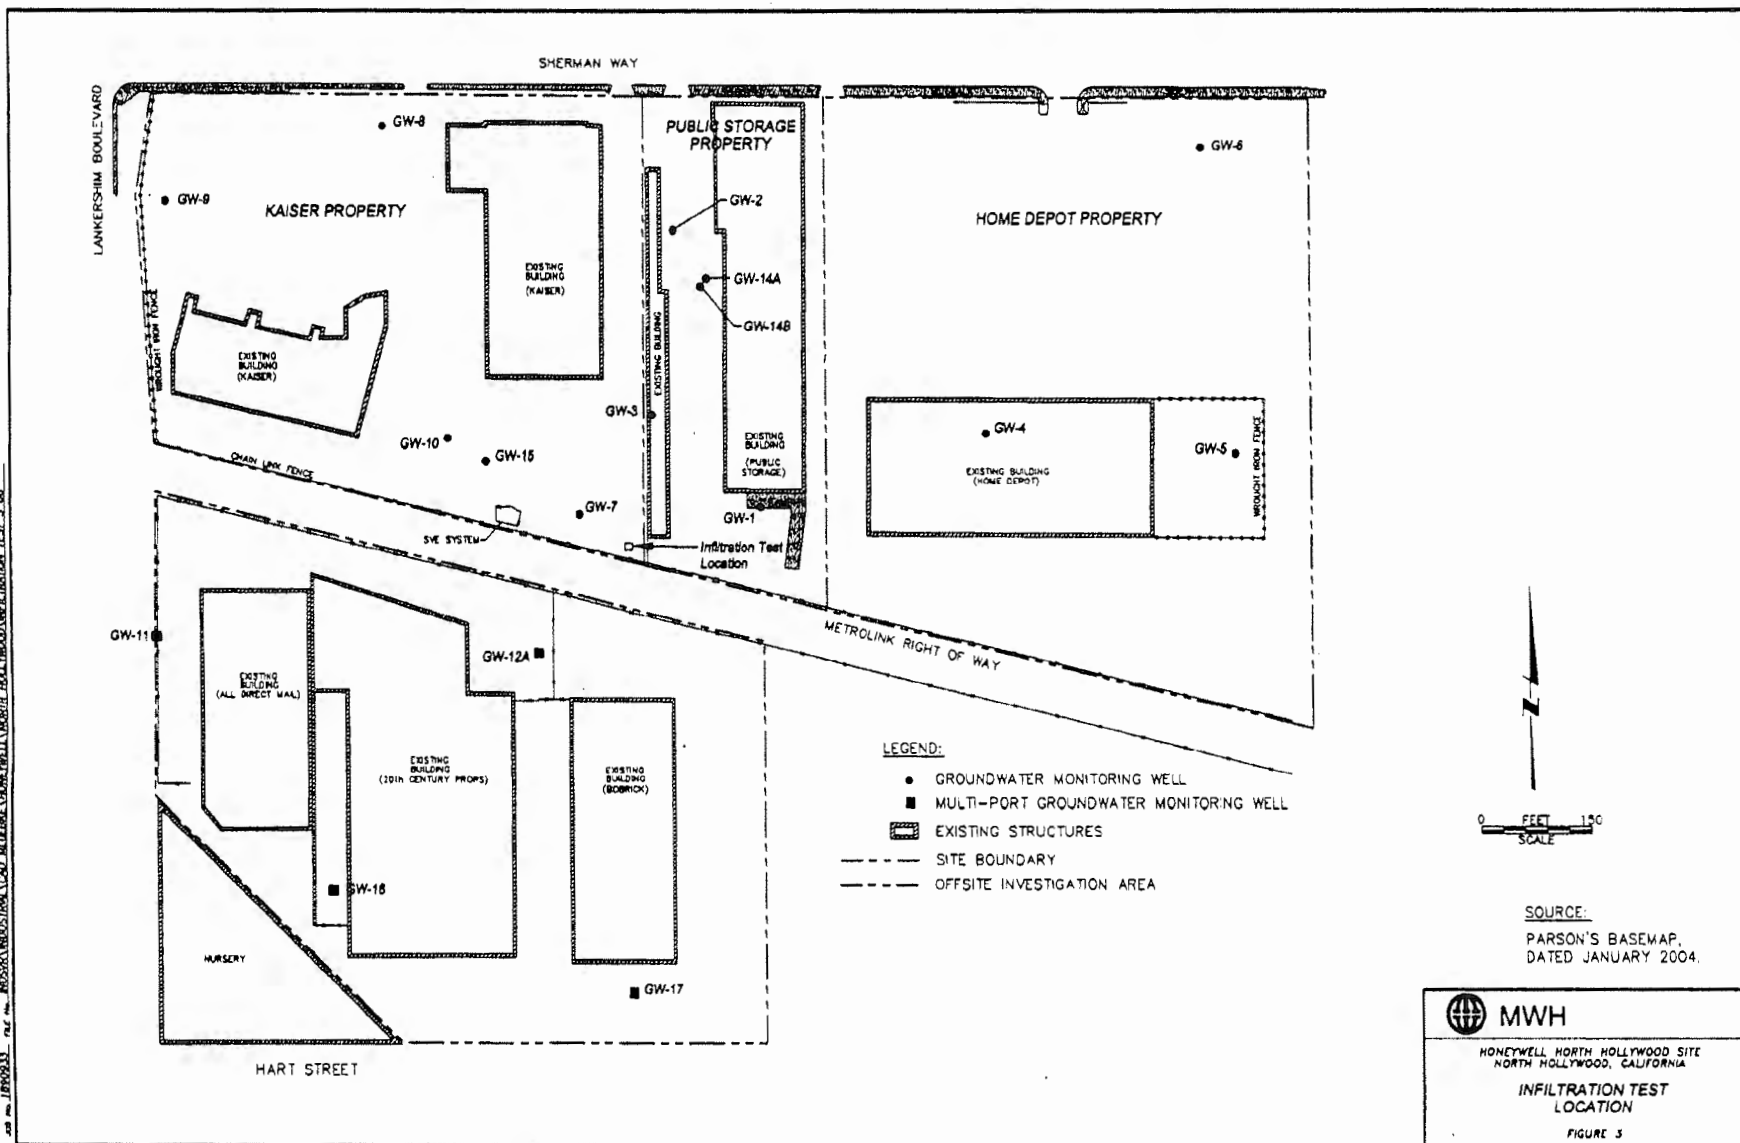 SHERMAN WAY
LANKERSHIM BOULEVARD
GW-8
PUBLIC STORAGE
PROPERTY
GW-6
GW-9
KAISER PROPERTY
GW-2
HOME DEPOT PROPERTY
EXISTING
BUILDING
(KAISER)
GW-14A
GW-14B
WROUGHT IRON FENCE
EXISTING BUILDING
EXISTING
BUILDING
(KAISER)
GW-3
GW-10
GW-15
EXISTING
BUILDING
(PUBLIC
STORAGE)
GW-4
GW-5
WROUGHT IRON FENCE
EXISTING BUILDING
(HOME DEPOT)
CHAIN LINK FENCE
GW-7
GW-1
SVE SYSTEM
Infiltration Test
Location
METROLINK RIGHT OF WAY
GW-11
GW-12A
EXISTING
BUILDING
(ALL DIRECT MAIL)
EXISTING
BUILDING
(20th CENTURY PROPS)
EXISTING
BUILDING
(BOBRICK)
GW-16
NURSERY
GW-17
HART STREET
LEGEND:
GROUNDWATER MONITORING WELL
MULTI-PORT GROUNDWATER MONITORING WELL
EXISTING STRUCTURES
SITE BOUNDARY
OFFSITE INVESTIGATION AREA
N
0 FEET 150
SCALE
SOURCE:
PARSON'S BASEMAP,
DATED JANUARY 2004.
MWH
HONEYWELL NORTH HOLLYWOOD SITE
NORTH HOLLYWOOD, CALIFORNIA
INFILTRATION TEST
LOCATION
FIGURE 3